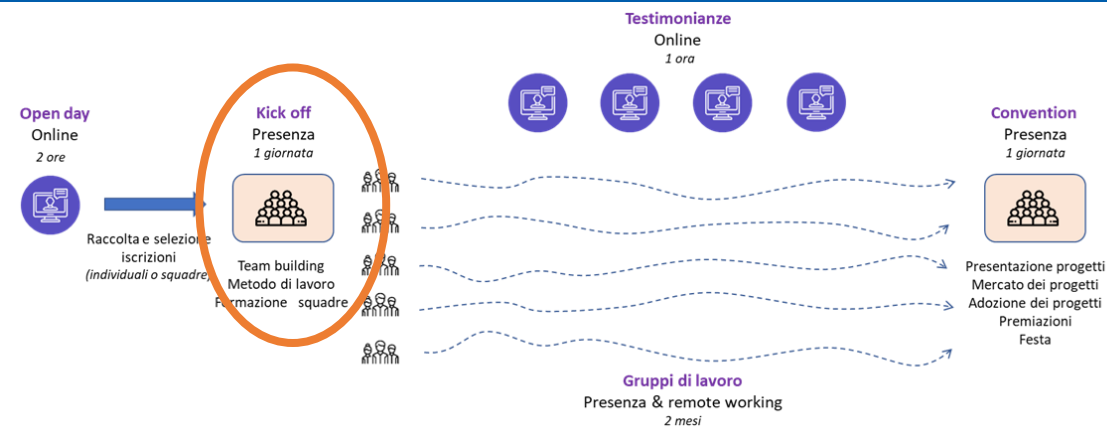 Testimonianze
Online
1 ora
Open day
Online
2 ore
Raccolta e selezione
iscrizioni
(individuali o squadre)
Kick off
Presenza
1 giornata
Team building
Metodo di lavoro
Formazione squadre
Convention
Presenza
1 giornata
Presentazione progetti
Mercato dei progetti
Adozione dei progetti
Premiazioni
Festa
Gruppi di lavoro
Presenza & remote working
2 mesi